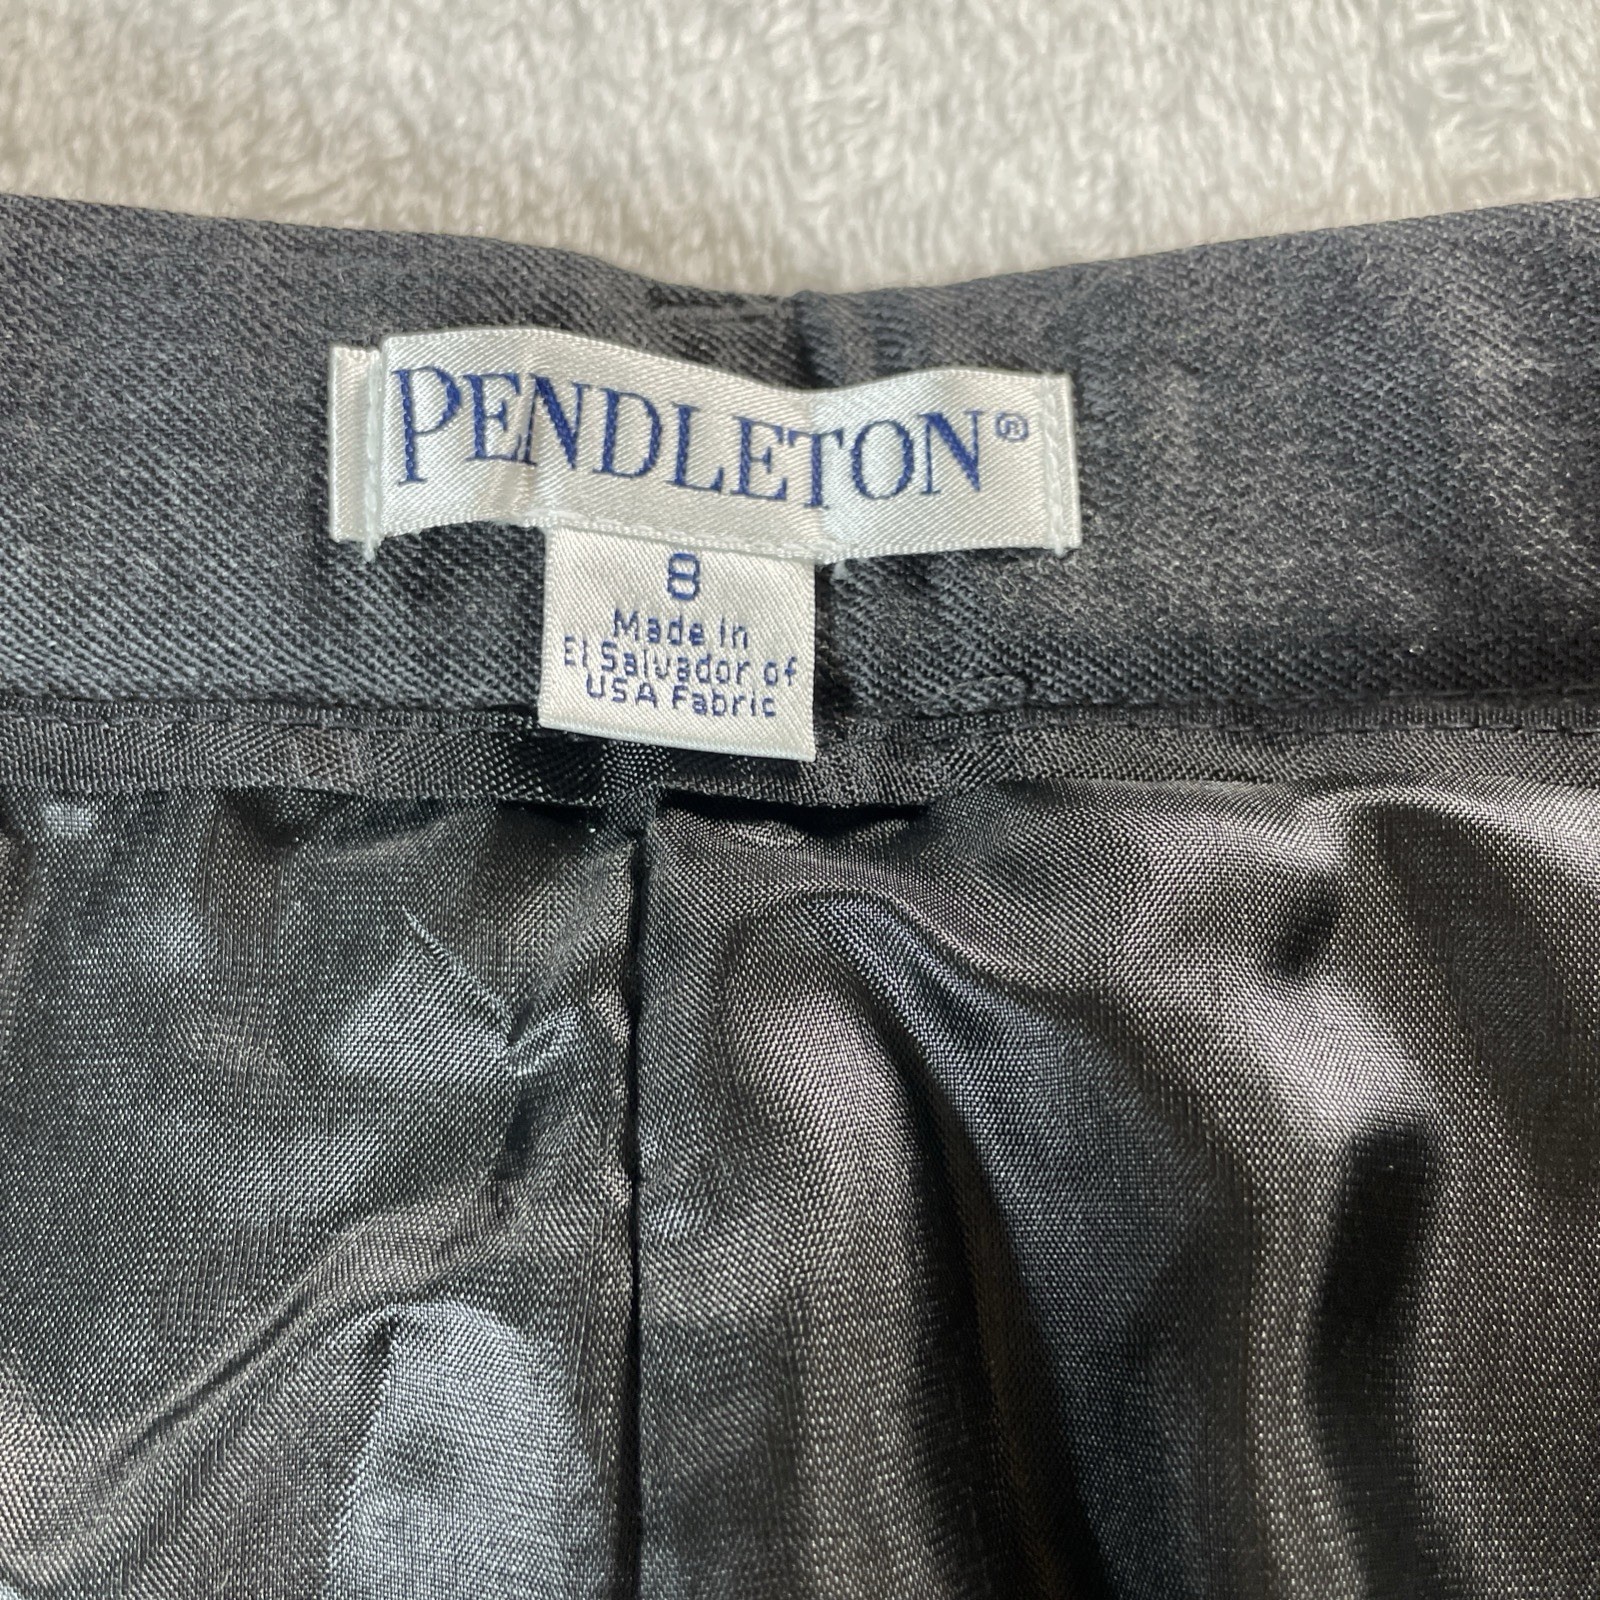 PENDLETON®
8
Made in
El Salvador of
USA Fabric